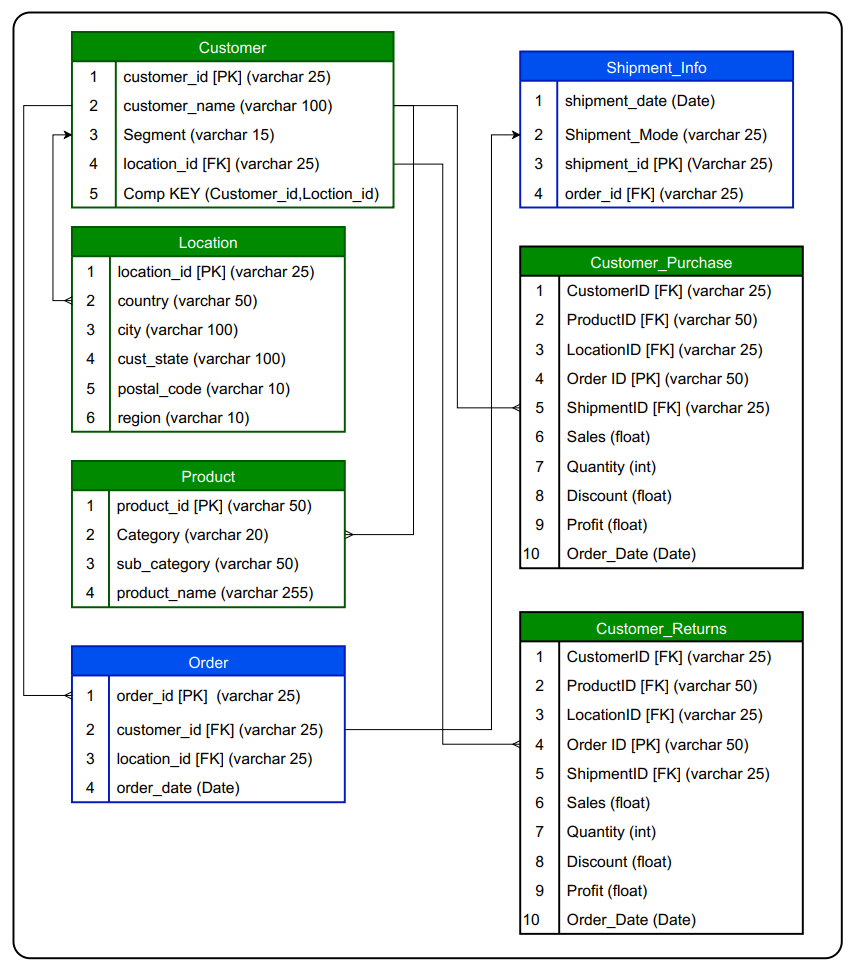 Customer
1 customer_id [PK] (varchar 25)
2 customer_name (varchar 100)
3 Segment (varchar 15)
4 location_id [FK] (varchar 25)
5 Comp KEY (Customer_id,Loction_id)
Location
1 location_id [PK] (varchar 25)
2 country (varchar 50)
3 city (varchar 100)
4 cust_state (varchar 100)
5 postal_code (varchar 10)
6 region (varchar 10)
Product
1 product_id [PK] (varchar 50)
2 Category (varchar 20)
3 sub_category (varchar 50)
4 product_name (varchar 255)
Order
1 order_id [PK] (varchar 25)
2 customer_id [FK] (varchar 25)
3 location_id [FK] (varchar 25)
4 order_date (Date)
Shipment_Info
1 shipment_date (Date)
2 Shipment_Mode (varchar 25)
3 shipment_id [PK] (Varchar 25)
4 order_id [FK] (varchar 25)
Customer_Purchase
1 CustomerID [FK] (varchar 25)
2 ProductID [FK] (varchar 50)
3 LocationID [FK] (varchar 25)
4 Order ID [PK] (varchar 50)
5 ShipmentID [FK] (varchar 25)
6 Sales (float)
7 Quantity (int)
8 Discount (float)
9 Profit (float)
10 Order_Date (Date)
Customer_Returns
1 CustomerID [FK] (varchar 25)
2 ProductID [FK] (varchar 50)
3 LocationID [FK] (varchar 25)
4 Order ID [PK] (varchar 50)
5 ShipmentID [FK] (varchar 25)
6 Sales (float)
7 Quantity (int)
8 Discount (float)
9 Profit (float)
10 Order_Date (Date)